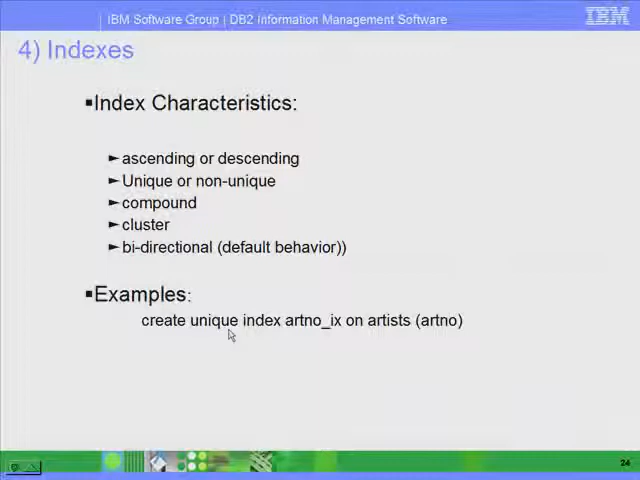 IBM Software Group | DB2 Information Management Software
IBM
4) Indexes
▪Index Characteristics:
►ascending or descending
►Unique or non-unique
►compound
►cluster
►bi-directional (default behavior))
▪Examples:
create unique index artno_ix on artists (artno)
24